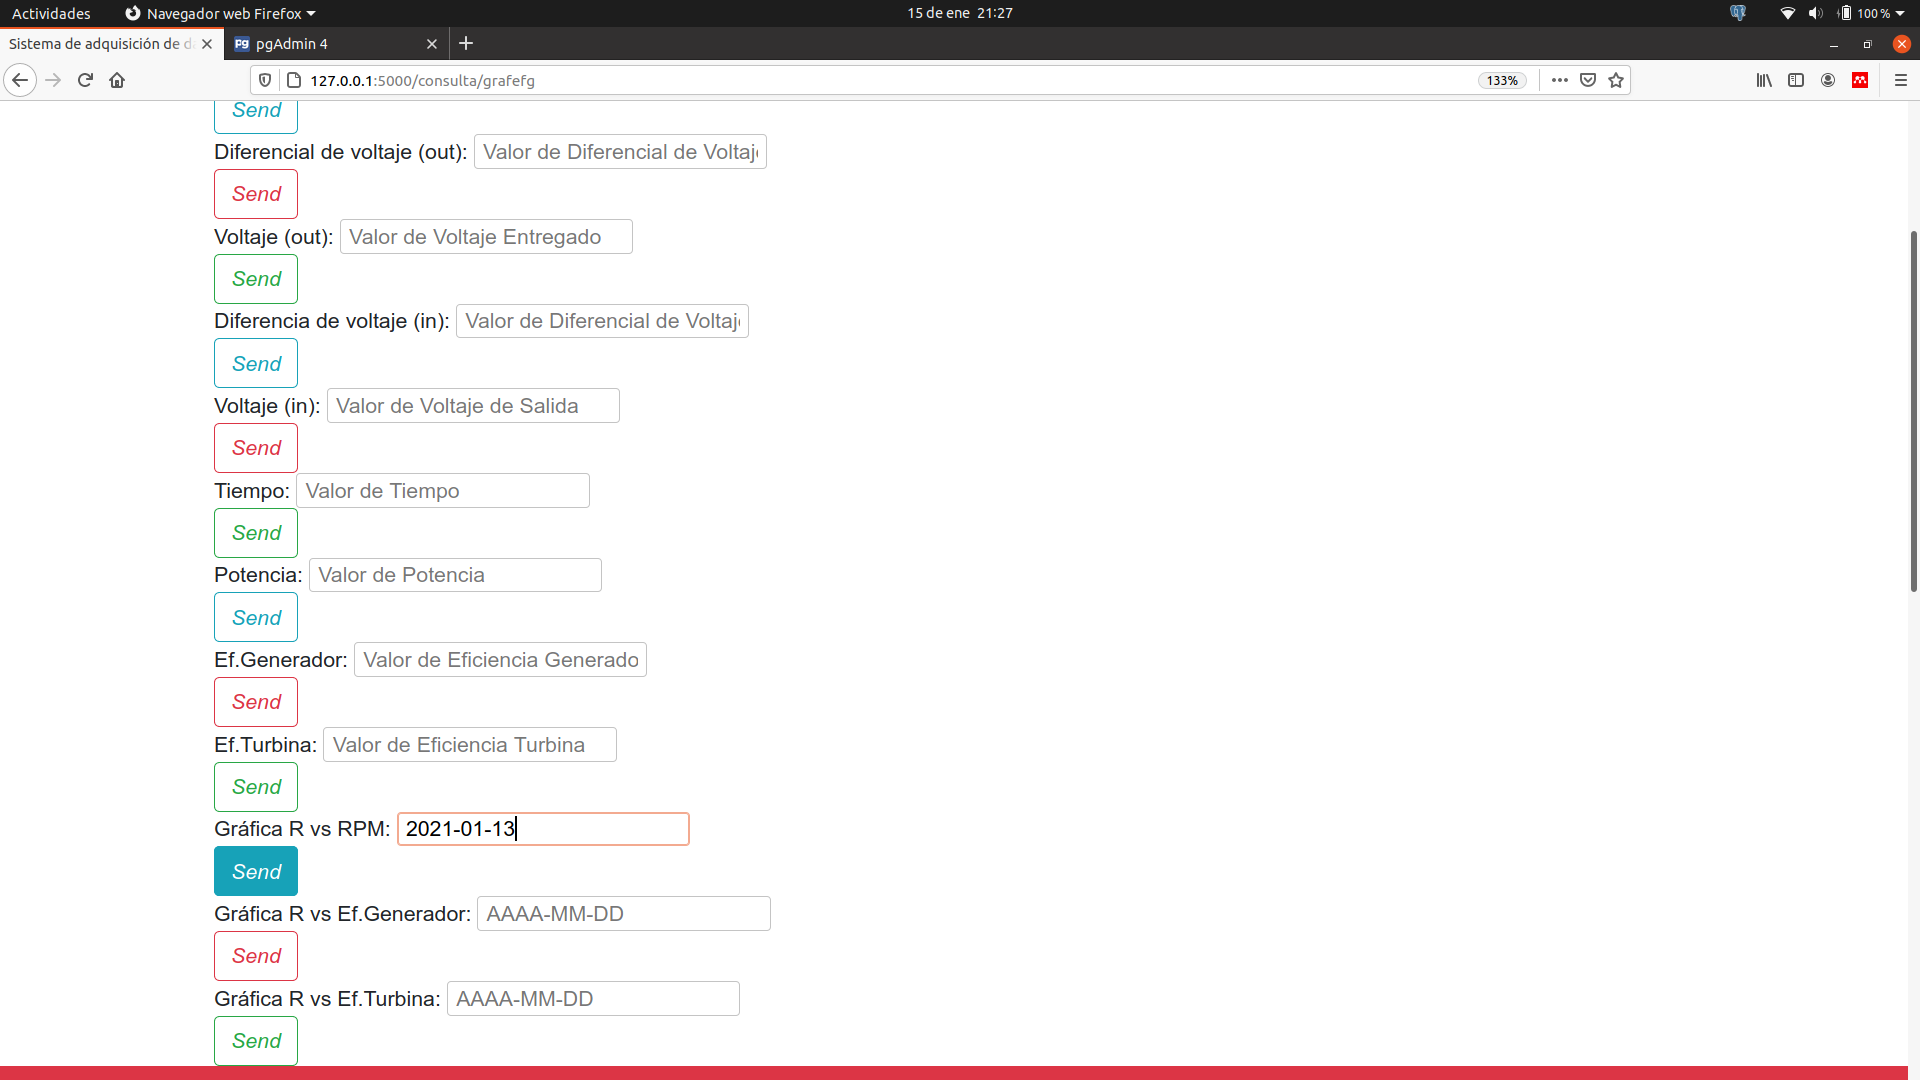 Actividades Navegador web Firefox 15 de ene 21:27 100 %
Sistema de adquisición de d pgAdmin 4
127.0.0.1:5000/consulta/grafefg 133%
Send
Diferencial de voltaje (out): Valor de Diferencial de Voltaj
Send
Voltaje (out): Valor de Voltaje Entregado
Send
Diferencia de voltaje (in): Valor de Diferencial de Voltaj
Send
Voltaje (in): Valor de Voltaje de Salida
Send
Tiempo: Valor de Tiempo
Send
Potencia: Valor de Potencia
Send
Ef.Generador: Valor de Eficiencia Generado
Send
Ef.Turbina: Valor de Eficiencia Turbina
Send
Gráfica R vs RPM: 2021-01-13
Send
Gráfica R vs Ef.Generador: AAAA-MM-DD
Send
Gráfica R vs Ef.Turbina: AAAA-MM-DD
Send